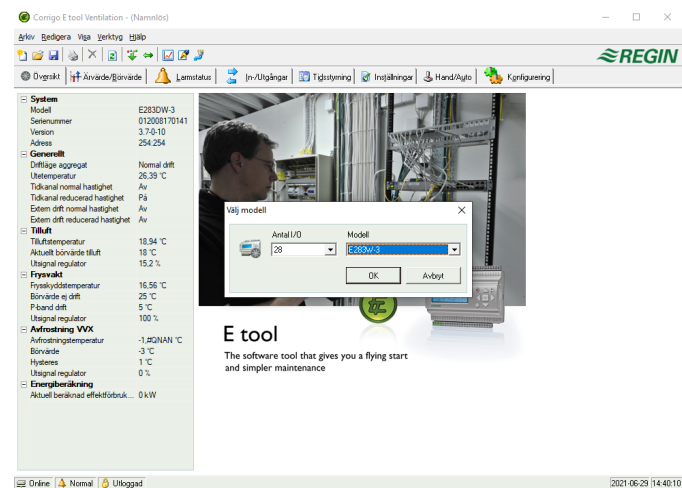 Corrigo E tool Ventilation - (Namnlös)
Arkiv Redigera Visa Verktyg Hjälp
REGIN
Översikt Ärvärde/Börvärde Larmstatus In-/Utgångar Tidsstyrning Inställningar Hand/Auto Konfigurering
System
Modell E283DW-3
Serienummer 012008170141
Version 3.7-0-10
Adress 254:254
Generellt
Driftläge aggregat Normal drift
Utetemperatur 26,39 °C
Tidkanal normal hastighet Av
Tidkanal reducerad hastighet På
Extern drift normal hastighet Av
Extern drift reducerad hastighet Av
Tilluft
Tilluftstemperatur 18,94 °C
Aktuellt börvärde tilluft 18 °C
Utsignal regulator 15,2 %
Frysvakt
Frysskyddstemperatur 16,56 °C
Börvärde ej drift 25 °C
P-band drift 5 °C
Utsignal regulator 100 %
Avfrostning VVX
Avfrostningstemperatur -1,#QNAN °C
Börvärde -3 °C
Hysteres 1 °C
Utsignal regulator 0 %
Energiberäkning
Aktuell beräknad effektförbruk... 0 kW
Välj modell
Antal I/O Modell
28 E283W-3
OK Avbryt
E tool
The software tool that gives you a flying start
and simpler maintenance
Online Normal Utloggad 2021-06-29 14:40:10